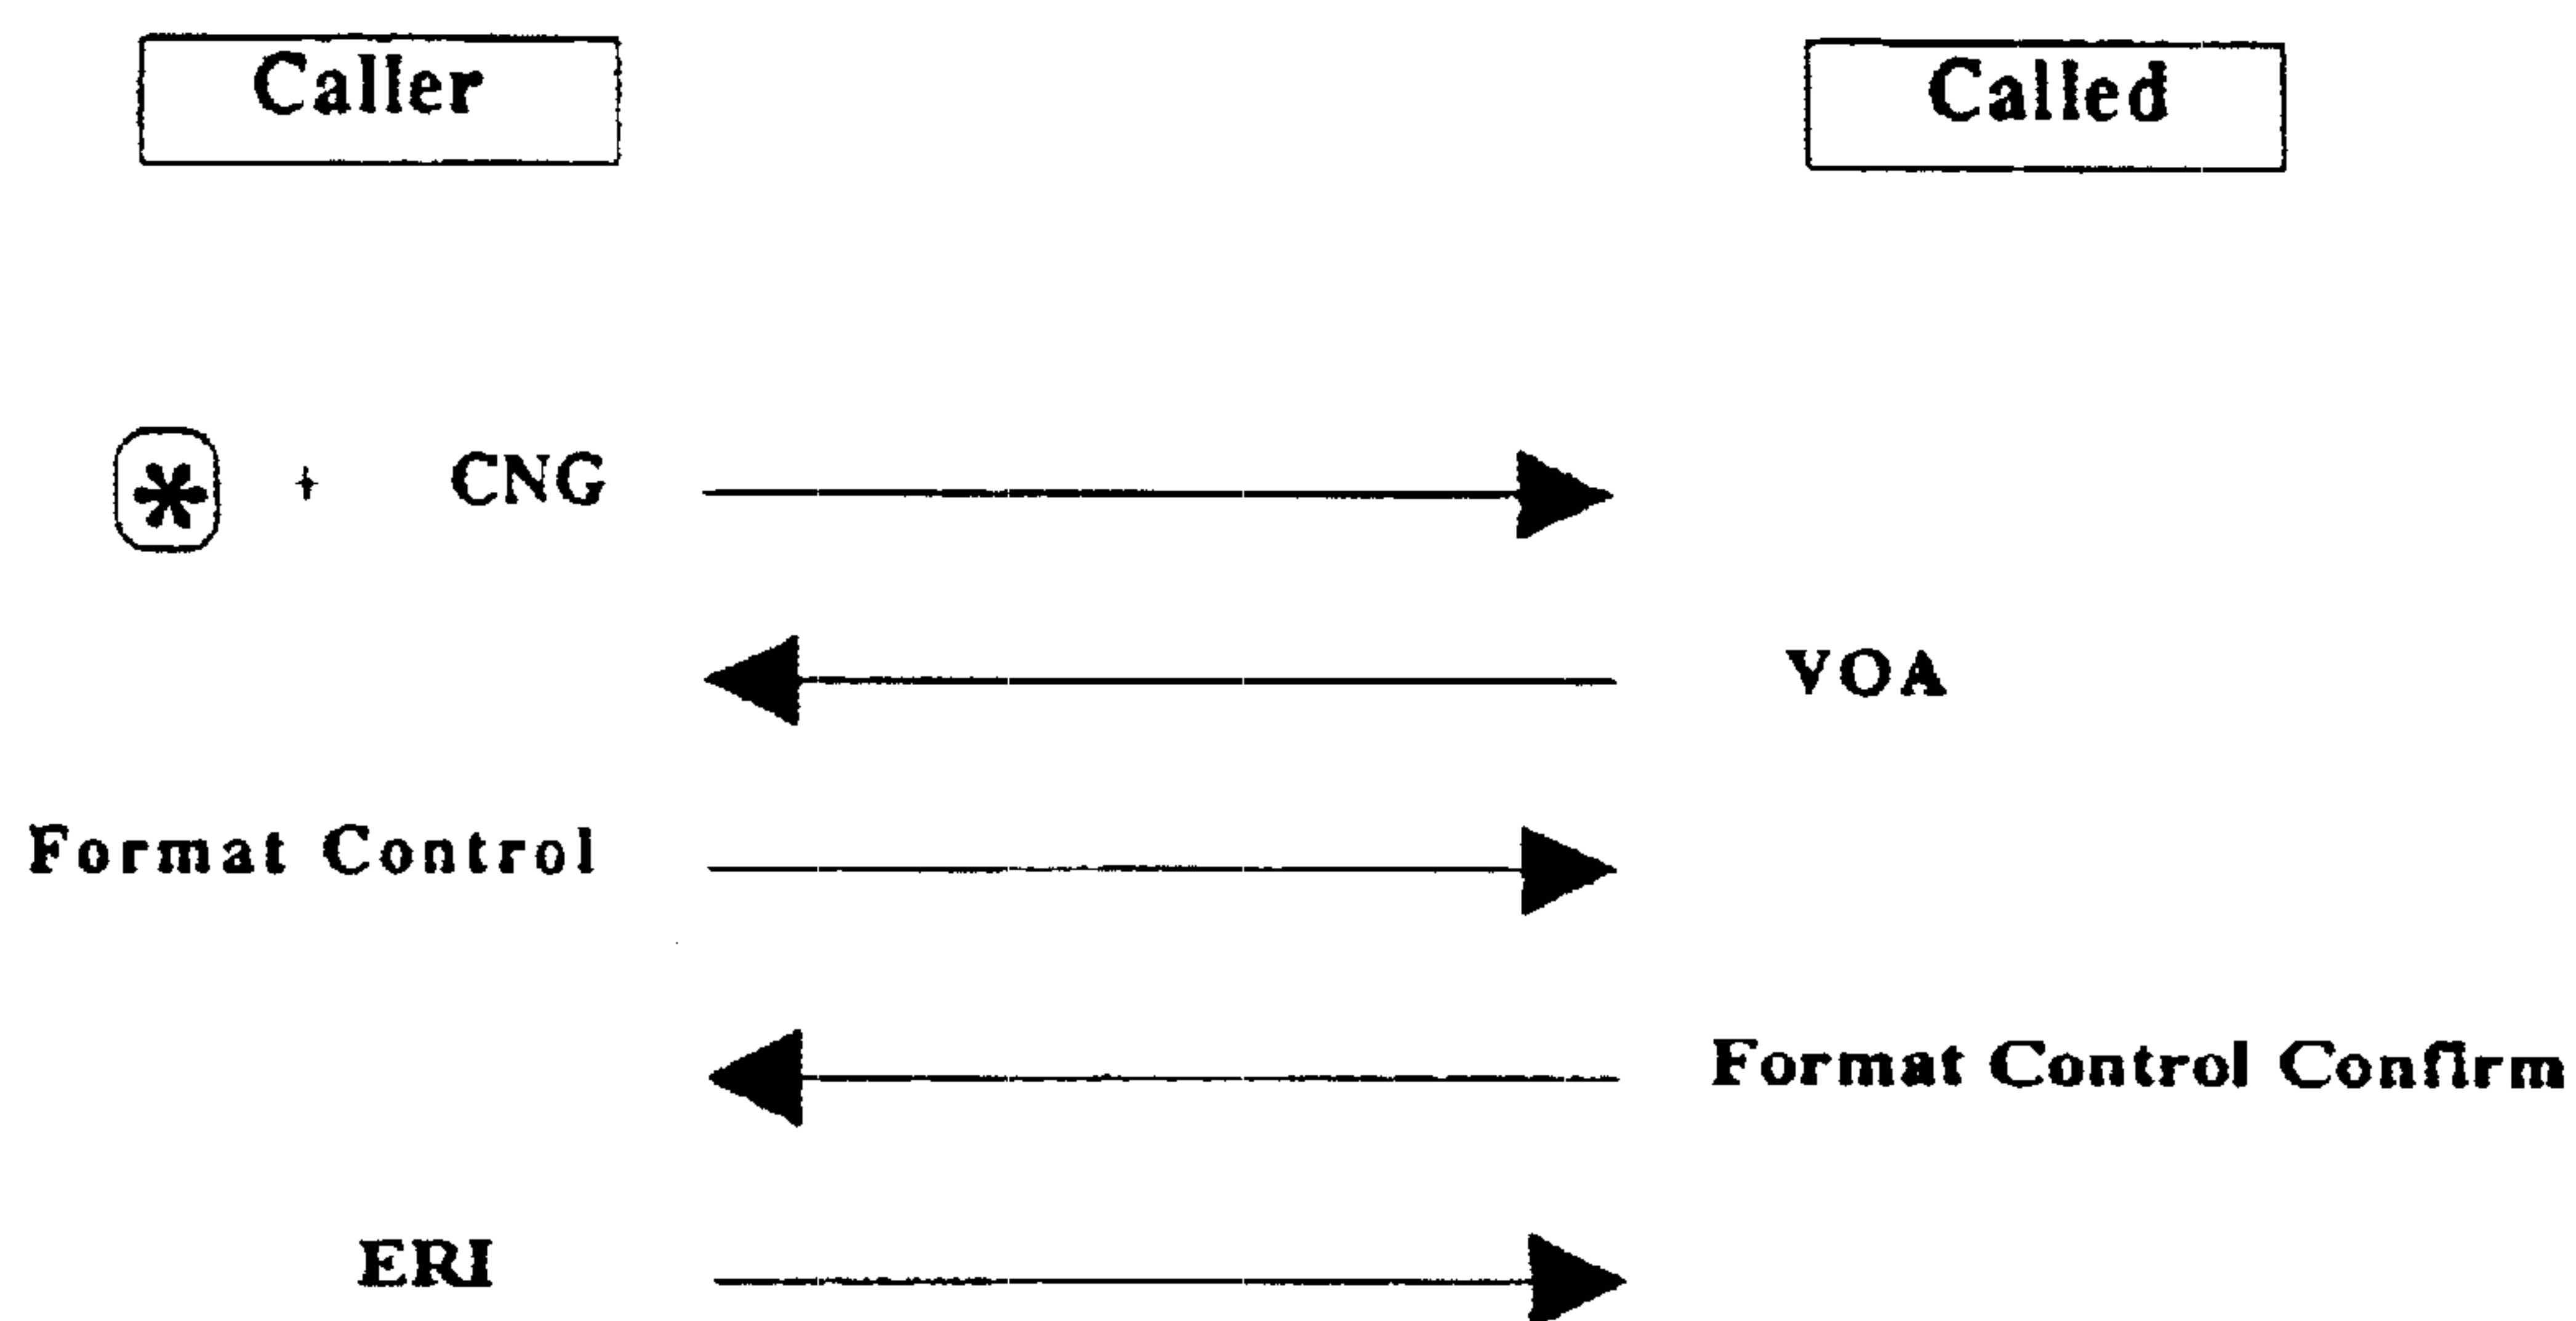 Caller
Called
* + CNG
VOA
Format Control
Format Control Confirm
ERI